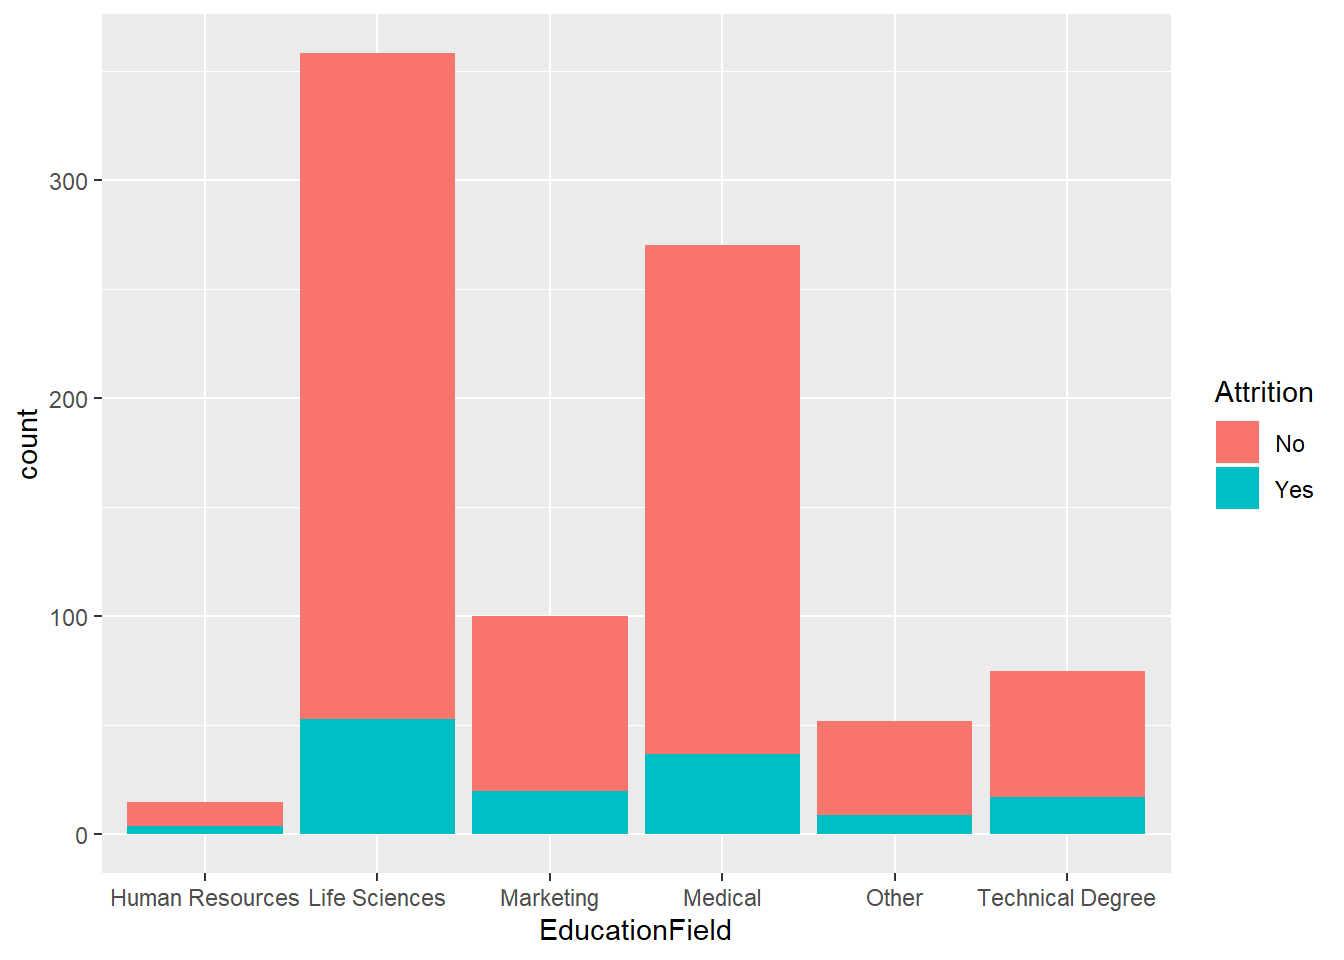 300
200
100
0
count
Human Resources
Life Sciences
Marketing
Medical
Other
Technical Degree
EducationField
Attrition
No
Yes